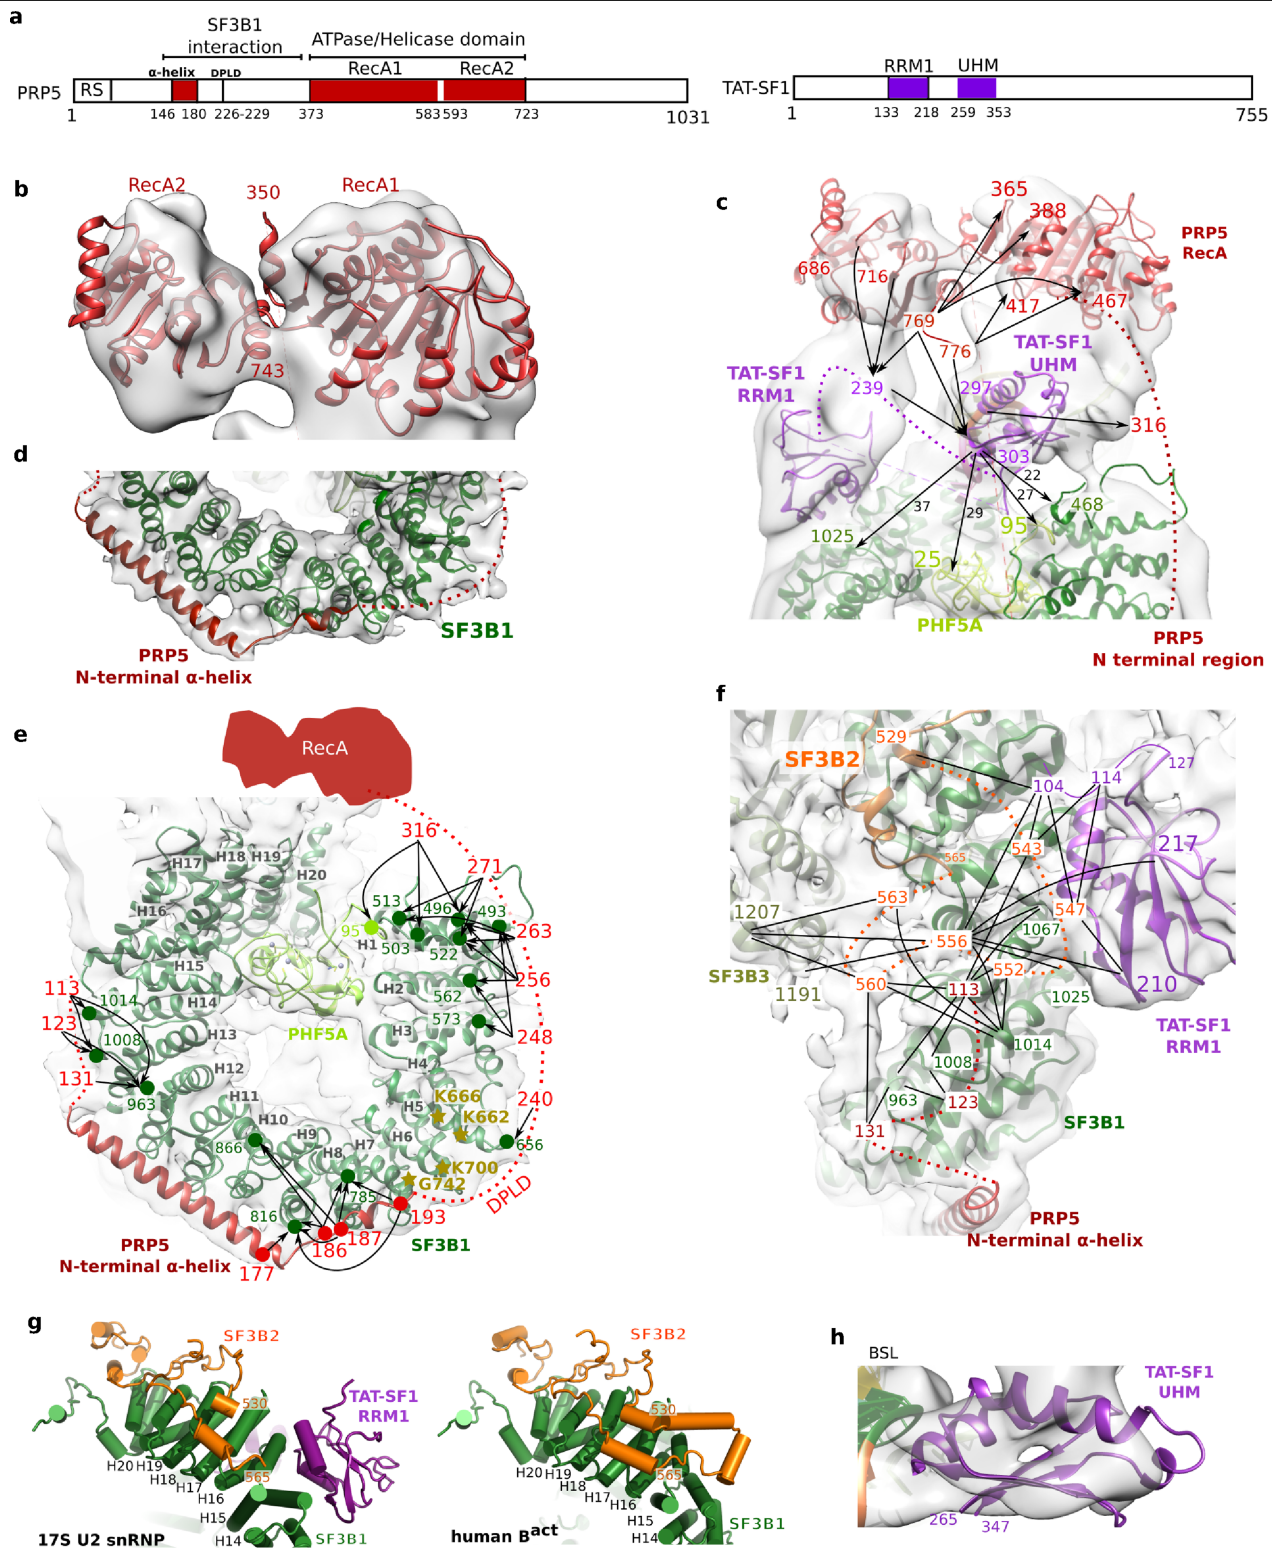 a
SF3B1
interaction
ATPase/Helicase domain
α-helix
DPLD
RecA1
RecA2
PRP5
RS
1
146
180
226-229
373
583
593
723
1031
RRM1
UHM
TAT-SF1
1
133
218
259
353
755
b
RecA2
350
RecA1
743
c
365
388
PRP5
RecA
686
716
417
467
769
776
TAT-SF1
UHM
TAT-SF1
RRM1
239
297
316
303
22
27
37
29
468
1025
95
25
PHF5A
PRP5
N terminal region
d
SF3B1
PRP5
N-terminal α-helix
e
RecA
316
271
H17
H18
H19
H20
H16
513
496
493
263
95
H1
503
522
H15
256
H2
562
113
1014
H14
573
PHF5A
123
1008
H13
H3
248
H4
131
H12
963
K666
240
H11
H5
K662
H10
866
H9
H6
656
H8
H7
K700
G742
785
DPLD
816
193
186
187
SF3B1
PRP5
N-terminal α-helix
177
f
529
SF3B2
104
114
127
543
217
565
563
547
1207
1067
556
SF3B3
552
1191
560
113
1025
210
TAT-SF1
RRM1
1014
1008
963
123
131
SF3B1
PRP5
N-terminal α-helix
g
SF3B2
TAT-SF1
RRM1
530
565
H20
H19
H18
H17
H16
H15
H14
SF3B1
17S U2 snRNP
SF3B2
530
565
H20
H19
H18
H17
H16
H15
H14
SF3B1
human Bact
h
BSL
TAT-SF1
UHM
265
347